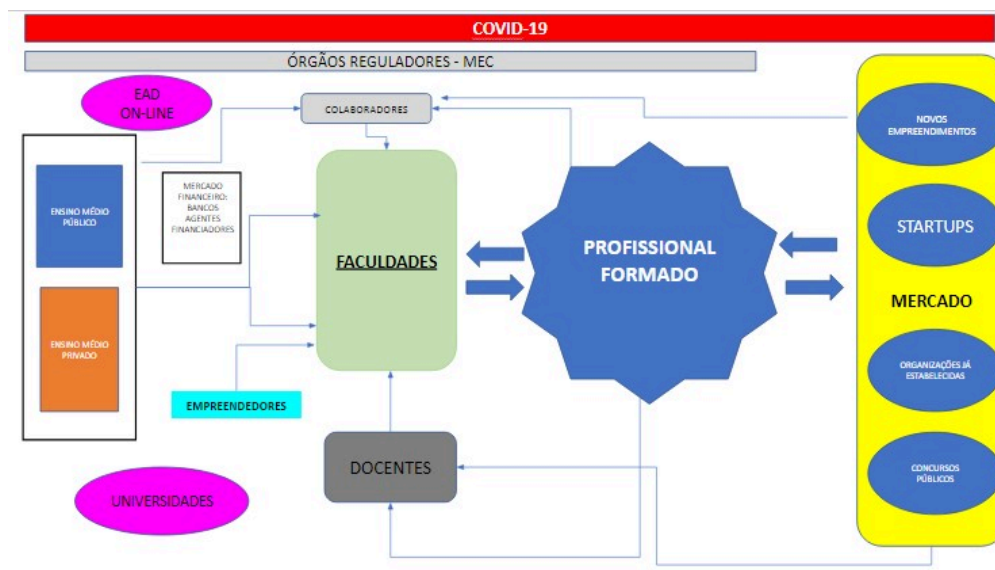 COVID-19
ÓRGÃOS REGULADORES - MEC
EAD
ON-LINE
COLABORADORES
NOVOS
EMPREENDIMENTOS
ENSINO MÉDIO
PÚBLICO
MERCADO
FINANCEIRO:
BANCOS
AGENTES
FINANCIADORES
FACULDADES
PROFISSIONAL
FORMADO
STARTUPS
MERCADO
ENSINO MÉDIO
PRIVADO
ORGANIZAÇÕES JÁ
ESTABELECIDAS
EMPREENDEDORES
DOCENTES
CONCURSOS
PÚBLICOS
UNIVERSIDADES